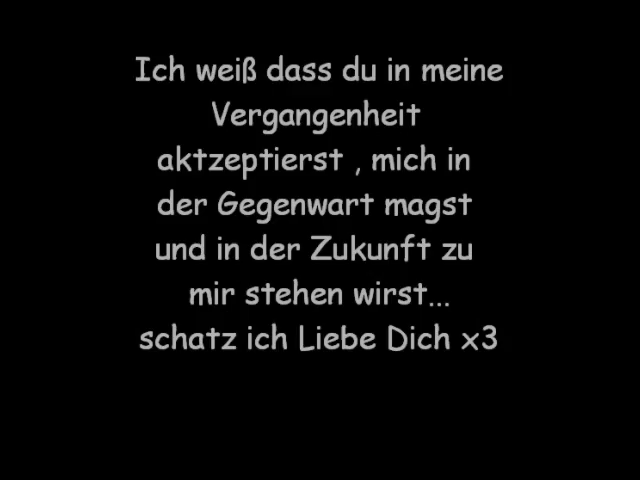 Ich weiß dass du in meine
Vergangenheit
aktzeptierst , mich in
der Gegenwart magst
und in der Zukunft zu
mir stehen wirst...
schatz ich Liebe Dich x3